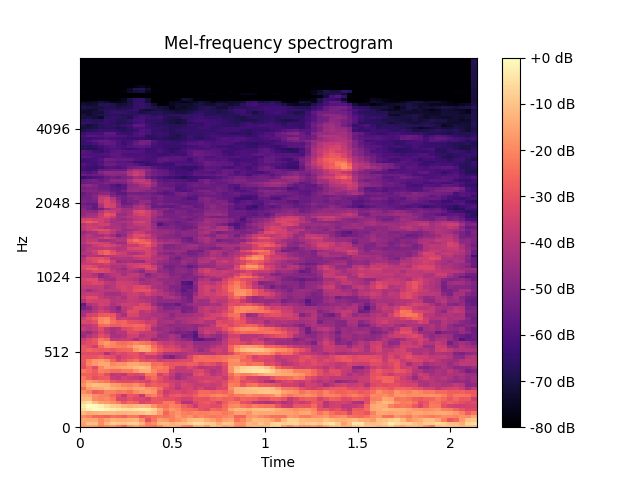 Mel-frequency spectrogram
+0 dB
-10 dB
-20 dB
-30 dB
-40 dB
-50 dB
-60 dB
-70 dB
-80 dB
Hz
4096
2048
1024
512
0
0 0.5 1 1.5 2
Time